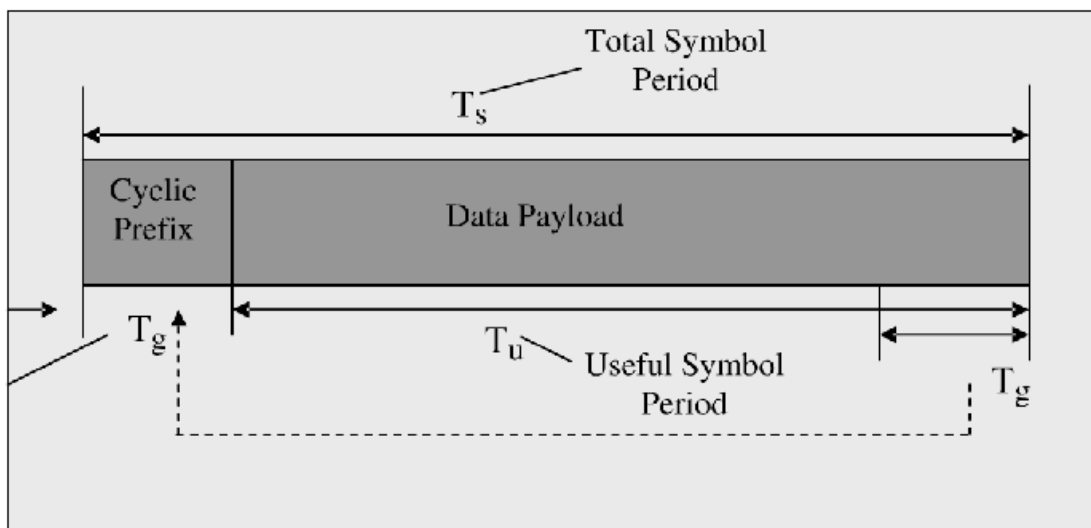 Total Symbol
Period
Ts
Cyclic
Prefix
Data Payload
Tg
Tu
Useful Symbol
Period
Tg